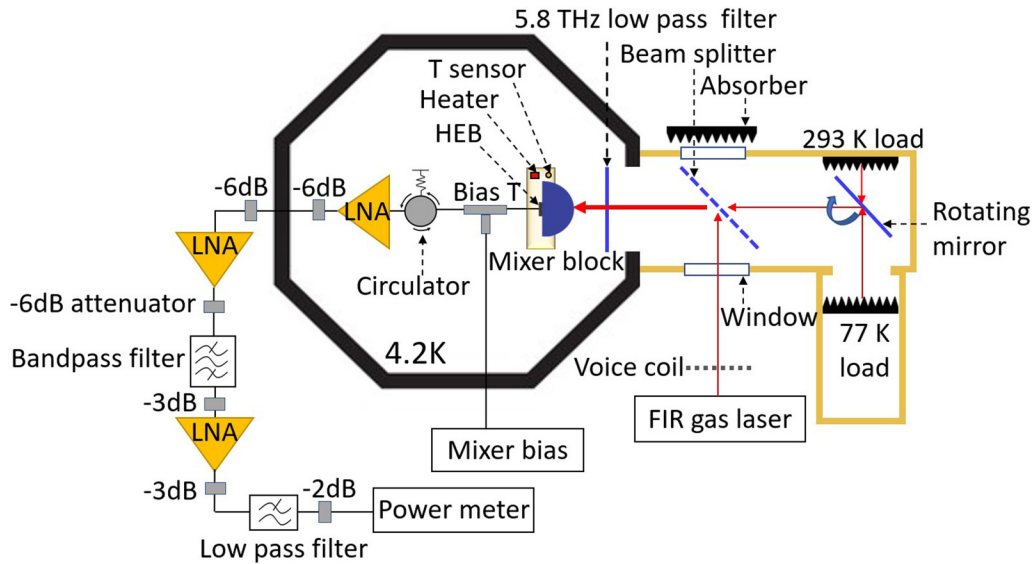 5.8 THz low pass filter
Beam splitter
Absorber
T sensor
Heater
HEB
293 K load
-6dB
-6dB
LNA
Bias T
Rotating
mirror
LNA
Circulator
Mixer block
-6dB attenuator
Window
77 K
load
Bandpass filter
4.2K
Voice coil
-3dB
LNA
FIR gas laser
Mixer bias
-3dB
-2dB
Power meter
Low pass filter